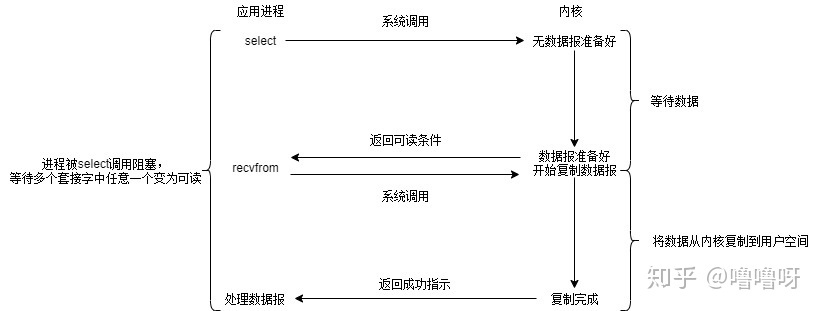 应用进程
内核
系统调用
select
无数据报准备好
等待数据
返回可读条件
进程被select调用阻塞，
等待多个套接字中任意一个变为可读
recvfrom
数据报准备好
开始复制数据报
系统调用
将数据从内核复制到用户空间
返回成功指示
处理数据报
复制完成
知乎 @噜噜呀